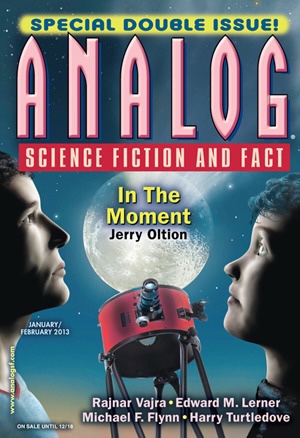 SPECIAL DOUBLE ISSUE!
ANALOG
SCIENCE FICTION AND FACT
In The
Moment
Jerry Oltion
JANUARY/
FEBRUARY 2013
www.analogsf.com
Rajnar Vajra • Edward M. Lerner
Michael F. Flynn • Harry Turtledove
ON SALE UNTIL 12/18